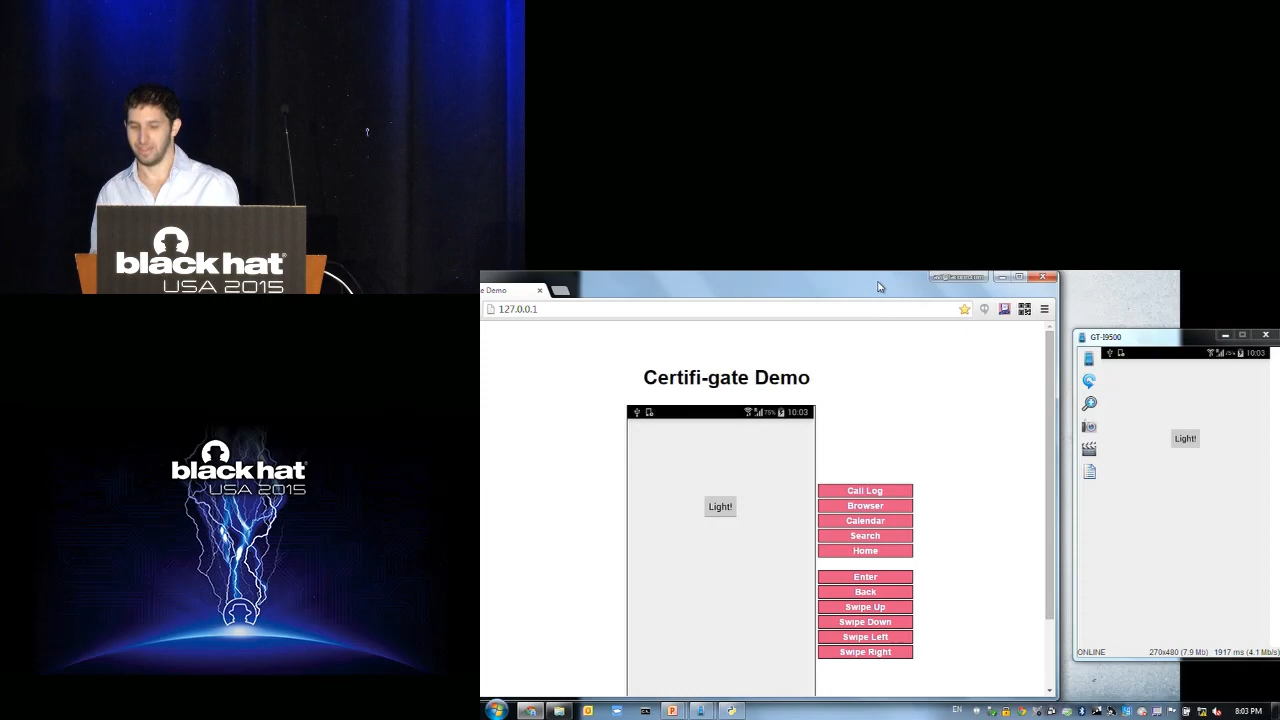 black hat
USA 2015
black hat
USA 2015
e Demo
127.0.0.1
Certifi-gate Demo
75% 10:03
Light!
Call Log
Browser
Calendar
Search
Home
Enter
Back
Swipe Up
Swipe Down
Swipe Left
Swipe Right
GT-I9500
75% 10:03
Light!
ONLINE
270x480 (7.9 Mb)
1917 ms (4.1 Mb/s)
EN
8:03 PM